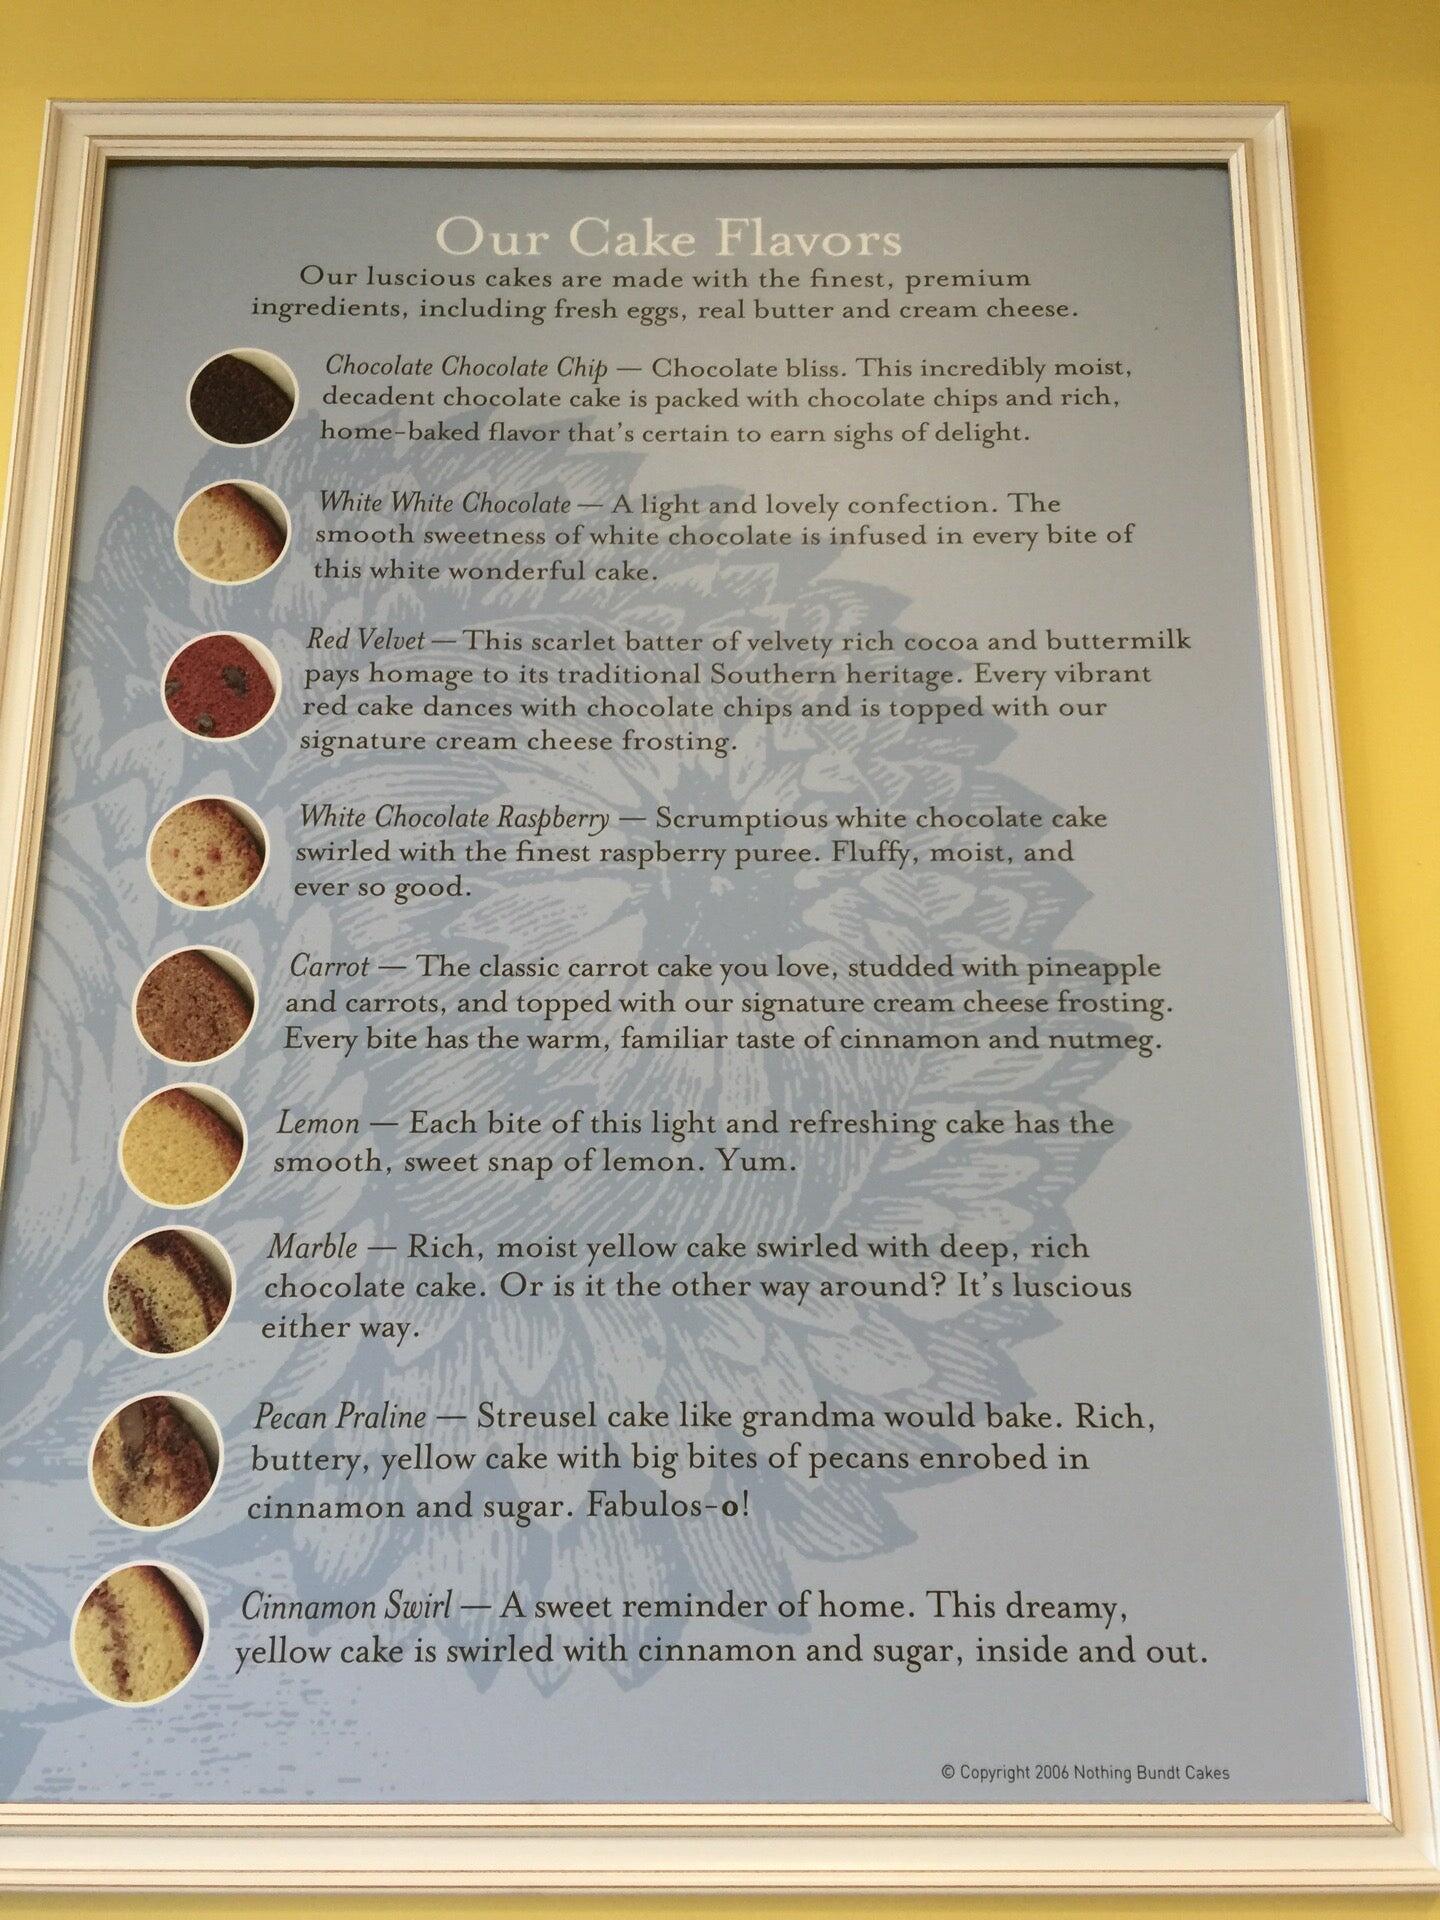 Our Cake Flavors
Our luscious cakes are made with the finest, premium
ingredients, including fresh eggs, real butter and cream cheese.
Chocolate Chocolate Chip — Chocolate bliss. This incredibly moist,
decadent chocolate cake is packed with chocolate chips and rich,
home-baked flavor that's certain to earn sighs of delight.
White White Chocolate — A light and lovely confection. The
smooth sweetness of white chocolate is infused in every bite of
this white wonderful cake.
Red Velvet — This scarlet batter of velvety rich cocoa and buttermilk
pays homage to its traditional Southern heritage. Every vibrant
red cake dances with chocolate chips and is topped with our
signature cream cheese frosting.
White Chocolate Raspberry — Scrumptious white chocolate cake
swirled with the finest raspberry puree. Fluffy, moist, and
ever so good.
Carrot — The classic carrot cake you love, studded with pineapple
and carrots, and topped with our signature cream cheese frosting.
Every bite has the warm, familiar taste of cinnamon and nutmeg.
Lemon — Each bite of this light and refreshing cake has the
smooth, sweet snap of lemon. Yum.
Marble — Rich, moist yellow cake swirled with deep, rich
chocolate cake. Or is it the other way around? It's luscious
either way.
Pecan Praline — Streusel cake like grandma would bake. Rich,
buttery, yellow cake with big bites of pecans enrobed in
cinnamon and sugar. Fabulos-o!
Cinnamon Swirl — A sweet reminder of home. This dreamy,
yellow cake is swirled with cinnamon and sugar, inside and out.
© Copyright 2006 Nothing Bundt Cakes